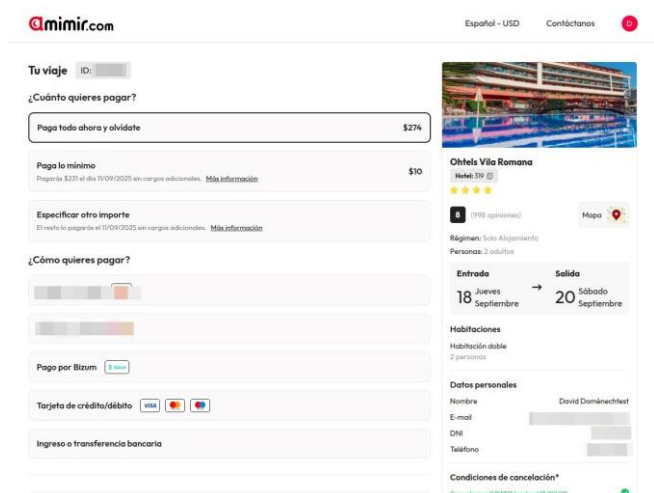 amimir.com
Español - USD
Contáctanos
D
Tu viaje ID:
¿Cuánto quieres pagar?
Paga todo ahora y olvídate $274
Paga lo mínimo $10
Pagarás $231 el día 11/09/2025 sin cargos adicionales. Más información
Especificar otro importe
El resto lo pagarás el 11/09/2025 sin cargos adicionales. Más información
¿Cómo quieres pagar?
Pago por Bizum
Tarjeta de crédito/débito VISA
Ingreso o transferencia bancaria
Ohtels Vila Romana
Hotel: 319
8 (998 opiniones) Mapa
Régimen: Solo Alojamiento
Personas: 2 adultos
Entrada Salida
18 Jueves Septiembre → 20 Sábado Septiembre
Habitaciones
Habitación doble
2 personas
Datos personales
Nombre David Domènechtest
E-mail
DNI
Teléfono
Condiciones de cancelación*